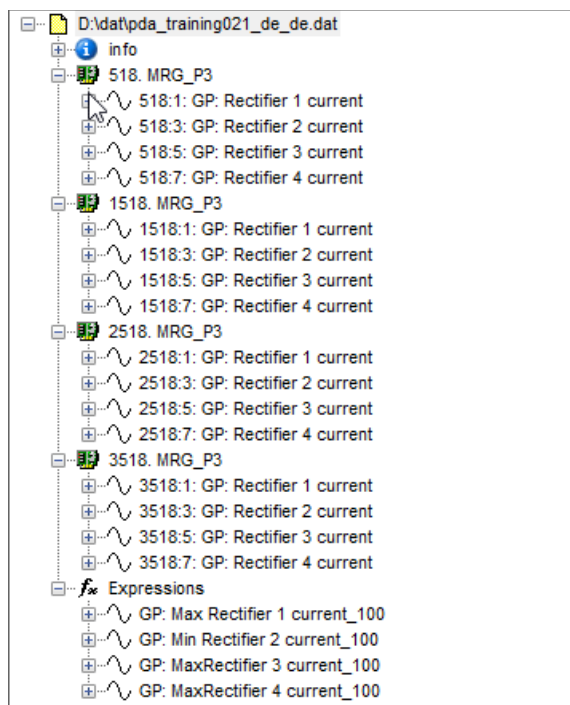 D:\dat\pda_training021_de_de.dat
info
518. MRG_P3
518:1: GP: Rectifier 1 current
518:3: GP: Rectifier 2 current
518:5: GP: Rectifier 3 current
518:7: GP: Rectifier 4 current
1518. MRG_P3
1518:1: GP: Rectifier 1 current
1518:3: GP: Rectifier 2 current
1518:5: GP: Rectifier 3 current
1518:7: GP: Rectifier 4 current
2518. MRG_P3
2518:1: GP: Rectifier 1 current
2518:3: GP: Rectifier 2 current
2518:5: GP: Rectifier 3 current
2518:7: GP: Rectifier 4 current
3518. MRG_P3
3518:1: GP: Rectifier 1 current
3518:3: GP: Rectifier 2 current
3518:5: GP: Rectifier 3 current
3518:7: GP: Rectifier 4 current
fx Expressions
GP: Max Rectifier 1 current_100
GP: Min Rectifier 2 current_100
GP: MaxRectifier 3 current_100
GP: MaxRectifier 4 current_100